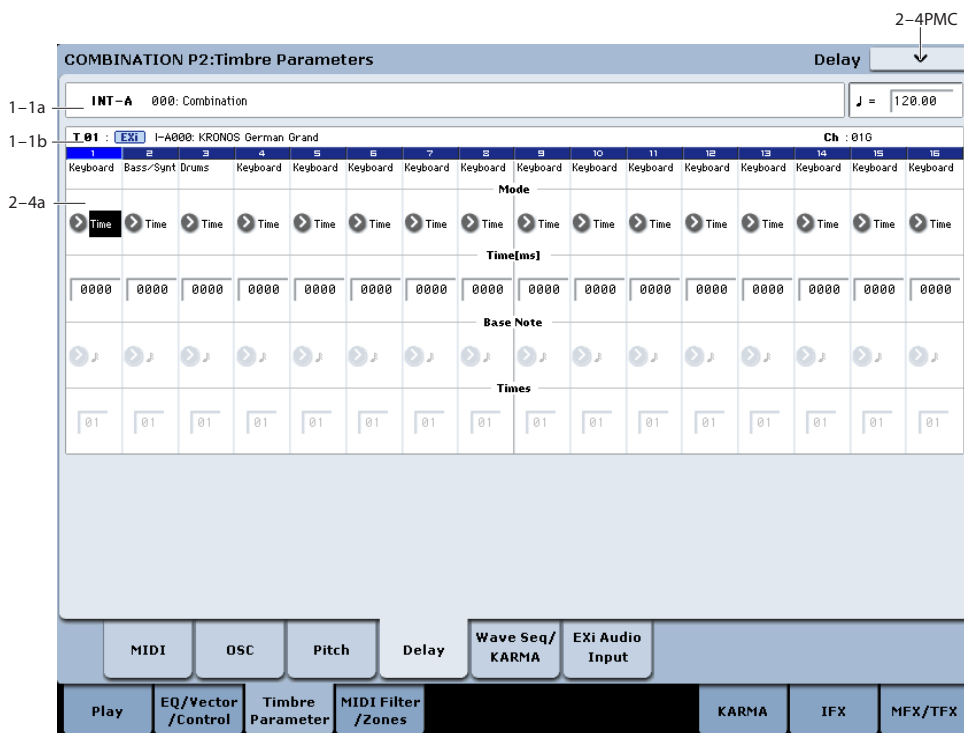 2-4PMC
COMBINATION P2:Timbre Parameters Delay
1-1a INT-A 000: Combination ♩ = 120.00
1-1b T 01 : EXi I-A000: KRONOS German Grand Ch :01G
1 2 3 4 5 6 7 8 9 10 11 12 13 14 15 16
Keyboard Bass/Synt Drums Keyboard Keyboard Keyboard Keyboard Keyboard Keyboard Keyboard Keyboard Keyboard Keyboard Keyboard Keyboard Keyboard
Mode
2-4a
Time Time Time Time Time Time Time Time Time Time Time Time Time Time Time Time
Time[ms]
0000 0000 0000 0000 0000 0000 0000 0000 0000 0000 0000 0000 0000 0000 0000 0000
Base Note
♪ ♪ ♪ ♪ ♪ ♪ ♪ ♪ ♪ ♪ ♪ ♪ ♪ ♪ ♪ ♪
Times
01 01 01 01 01 01 01 01 01 01 01 01 01 01 01 01
MIDI OSC Pitch Delay Wave Seq/ EXi Audio
KARMA Input
Play EQ/Vector Timbre MIDI Filter KARMA IFX MFX/TFX
/Control Parameter /Zones